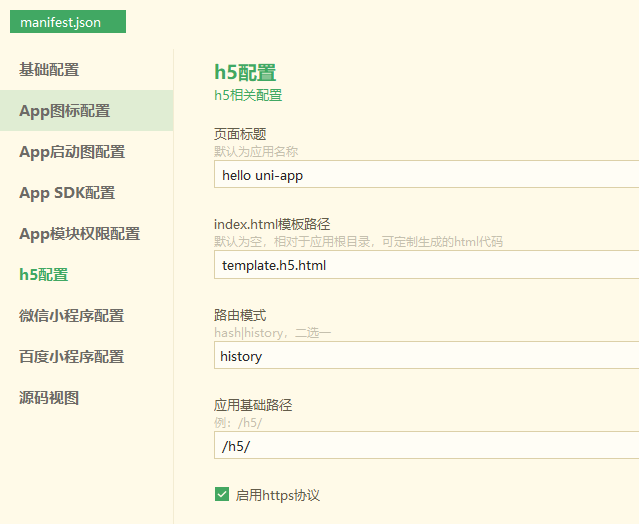 manifest.json
基础配置
App图标配置
App启动图配置
App SDK配置
App模块权限配置
h5配置
微信小程序配置
百度小程序配置
源码视图
h5配置
h5相关配置
页面标题
默认为应用名称
hello uni-app
index.html模板路径
默认为空，相对于应用根目录，可定制生成的html代码
template.h5.html
路由模式
hash|history，二选一
history
应用基础路径
例：/h5/
/h5/
启用https协议